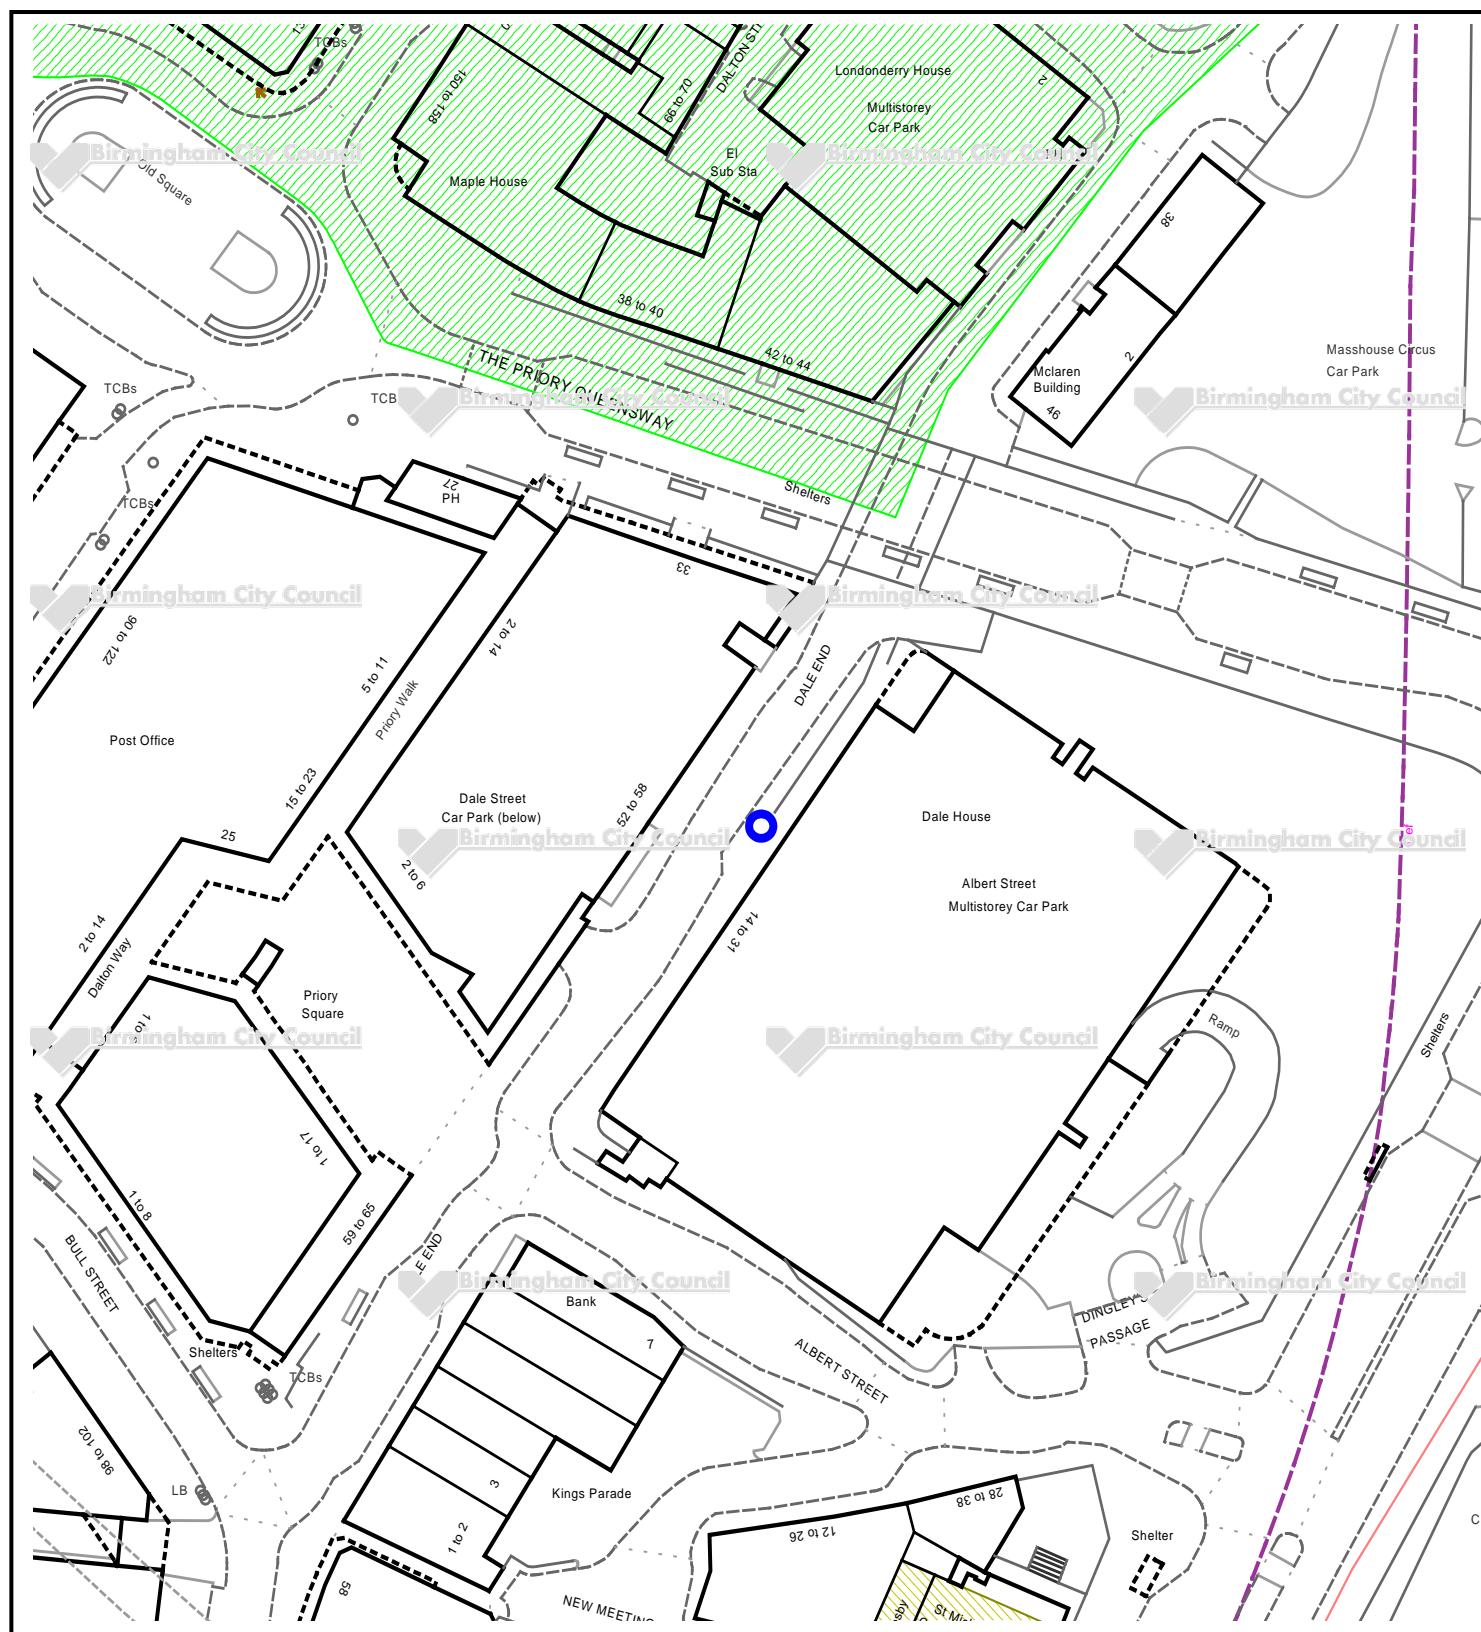 TCBs
150 to 158
66 to 70
Londonderry House
2
Multistorey
Car Park
El
Sub Sta
Maple House
Old Square
Birmingham City Council
Birmingham City Council
38
38 to 40
42 to 44
2
Mclaren
Building
46
Masshouse Circus
Car Park
THE PRIORY QUEENSWAY
TCBs
TCB
Birmingham City Council
Birmingham City Council
27
PH
Shelters
TCBs
33
Birmingham City Council
Birmingham City Council
90 to 122
2 to 14
5 to 11
Priory Walk
DALE END
Post Office
15 to 23
Dale Street
Car Park (below)
52 to 58
Dale House
25
2 to 6
Birmingham City Council
Birmingham City Council
Albert Street
Multistorey Car Park
14 to 31
2 to 14
Dalton Way
Priory
Square
Ramp
Shelters
Birmingham City Council
Birmingham City Council
1 to 17
1 to 8
59 to 65
BULL STREET
E END
Birmingham City Council
Birmingham City Council
Bank
7
DINGLEY'S
PASSAGE
Shelters
TCBs
ALBERT STREET
98 to 102
LB
3
Kings Parade
1 to 2
28 to 38
12 to 26
Shelter
58
NEW MEETING
St Mic